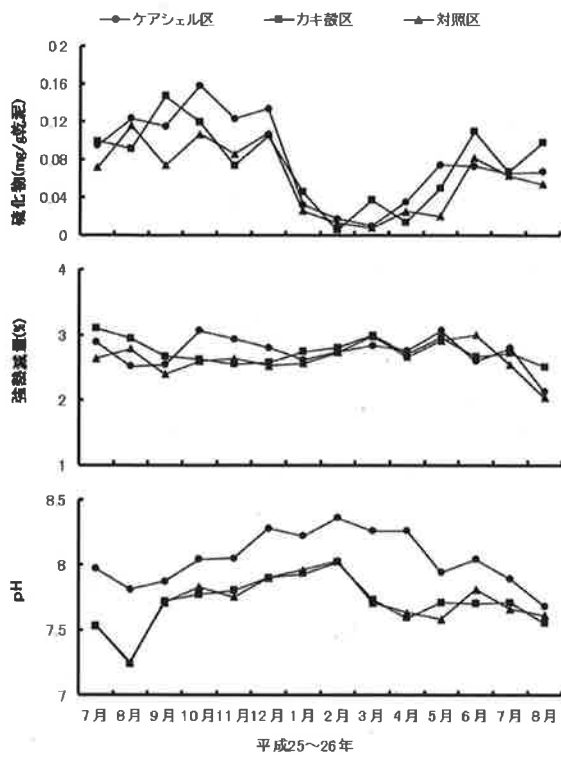 ケアシェル区 カキ殻区 対照区
硫化物(mg/g乾泥)
0.2
0.16
0.12
0.08
0.04
0
強熱減量(%)
4
3
2
1
pH
8.5
8
7.5
7
7月 8月 9月 10月 11月 12月 1月 2月 3月 4月 5月 6月 7月 8月
平成25～26年